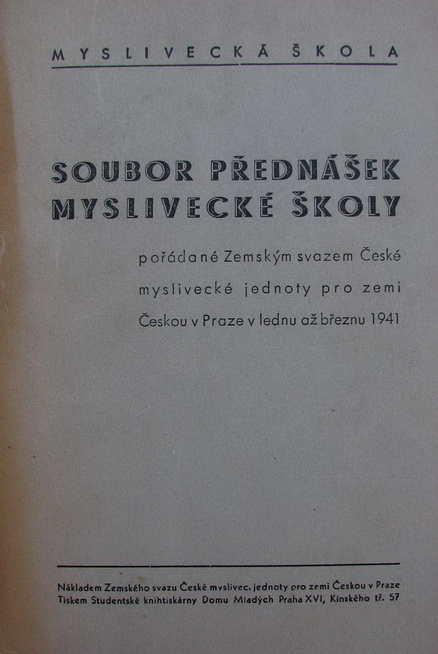 MYSLIVECKÁ ŠKOLA
SOUBOR PŘEDNÁŠEK
MYSLIVECKÉ ŠKOLY
pořádané Zemským svazem České
myslivecké jednoty pro zemi
Českou v Praze v lednu až březnu 1941
Nákladem Zemského svazu České myslivec. jednoty pro zemi Českou v Praze
Tiskem Studentské knihtiskárny Domu Mladých Praha XVI, Kinského tř. 57